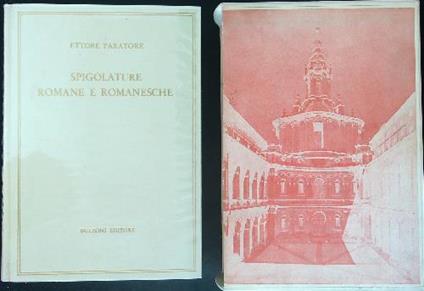 ETTORE PARATORE
SPIGOLATURE
ROMANE E ROMANESCHE
BULZONI EDITORE